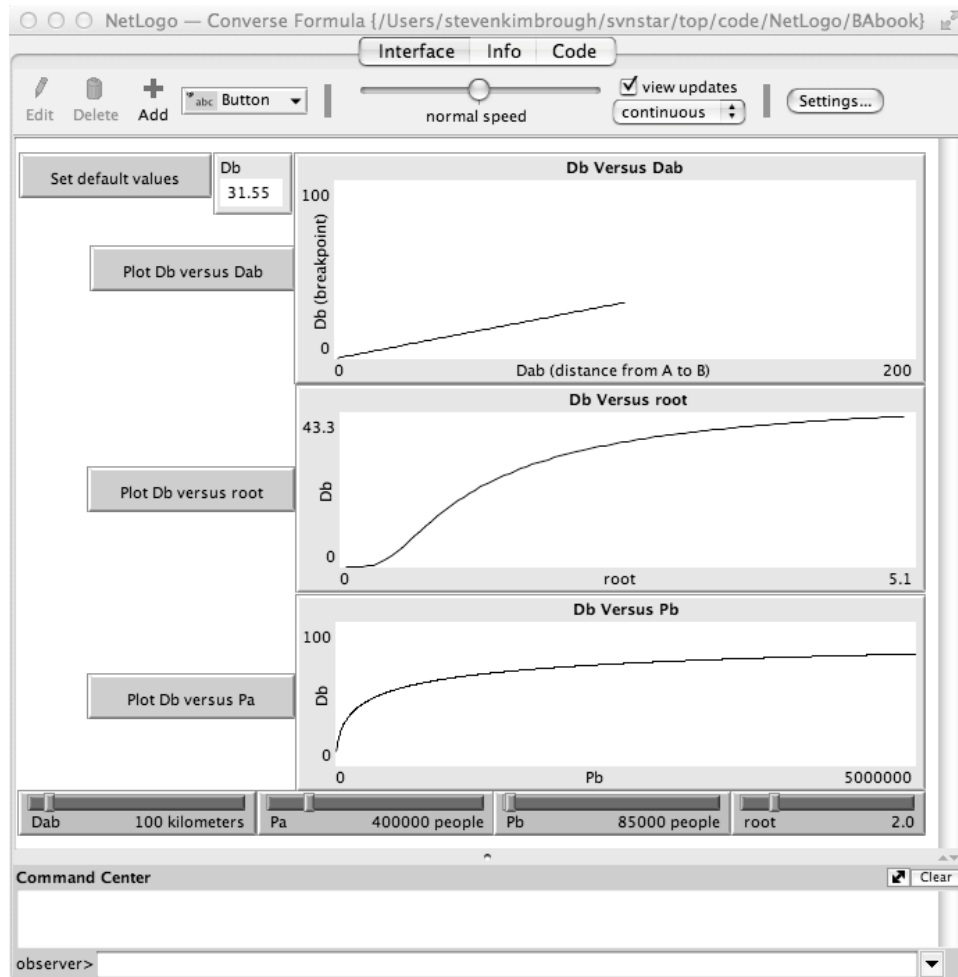 NetLogo — Converse Formula {/Users/stevenkimbrough/svnstar/top/code/NetLogo/BAbook}
Interface Info Code
Edit Delete Add abc Button normal speed view updates continuous Settings...
Set default values
Db
31.55
Db Versus Dab
100
Db (breakpoint)
0
0 Dab (distance from A to B) 200
Plot Db versus Dab
Db Versus root
43.3
Db
0
0 root 5.1
Plot Db versus root
Db Versus Pb
100
Db
0
0 Pb 5000000
Plot Db versus Pa
Dab 100 kilometers Pa 400000 people Pb 85000 people root 2.0
Command Center Clear
observer>